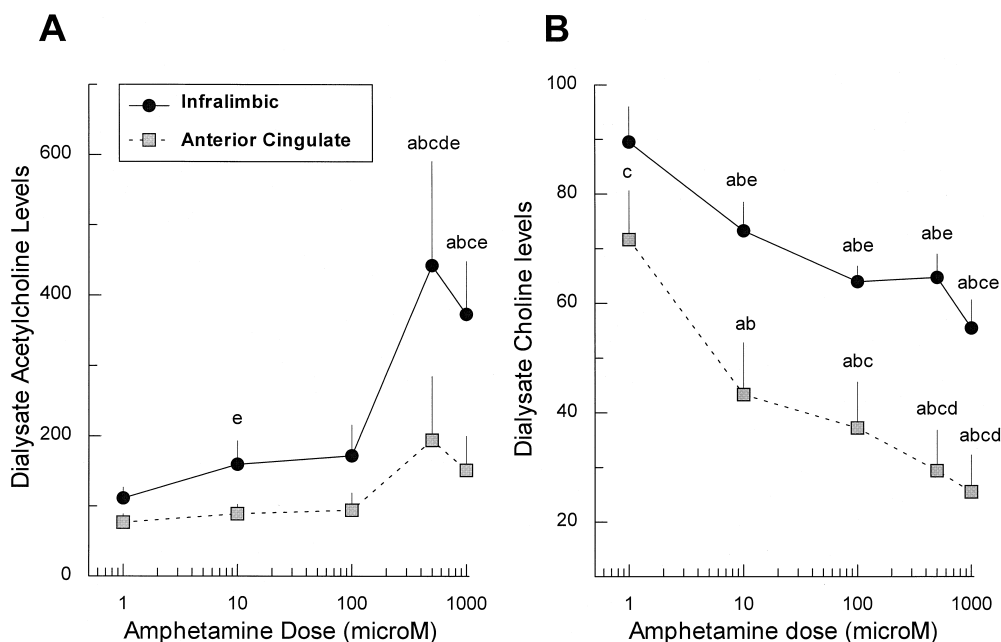 A
Infralimbic
Anterior Cingulate
Dialysate Acetylcholine Levels
600
400
200
0
abcde
abce
e
1 10 100 1000
Amphetamine Dose (microM)
B
Dialysate Choline levels
100
80
60
40
20
c
abe
abe
abe
abce
ab
abc
abcd
abcd
1 10 100 1000
Amphetamine dose (microM)